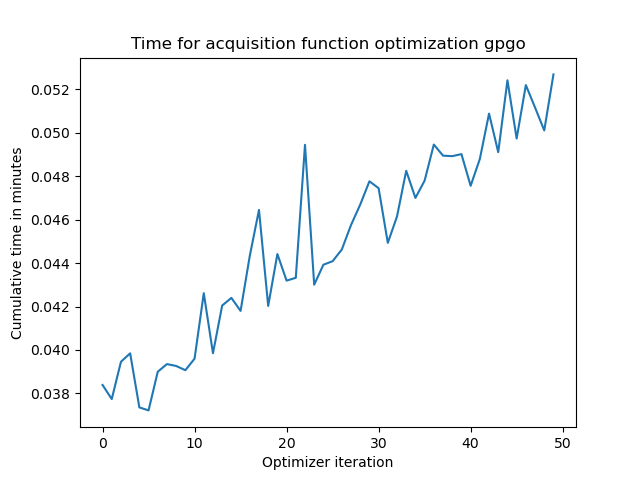 Time for acquisition function optimization gpgo
Cumulative time in minutes
0.052
0.050
0.048
0.046
0.044
0.042
0.040
0.038
0 10 20 30 40 50
Optimizer iteration